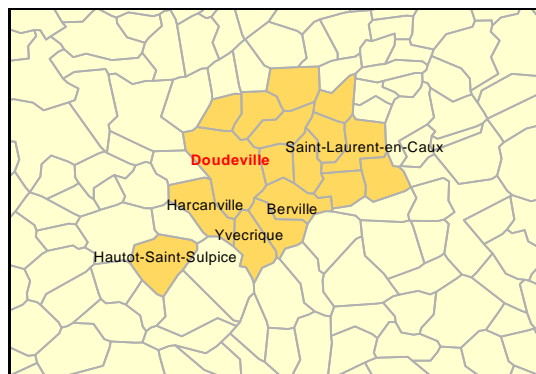 Saint-Laurent-en-Caux
Doudeville
Harcanville
Berville
Yvecrique
Hautot-Saint-Sulpice